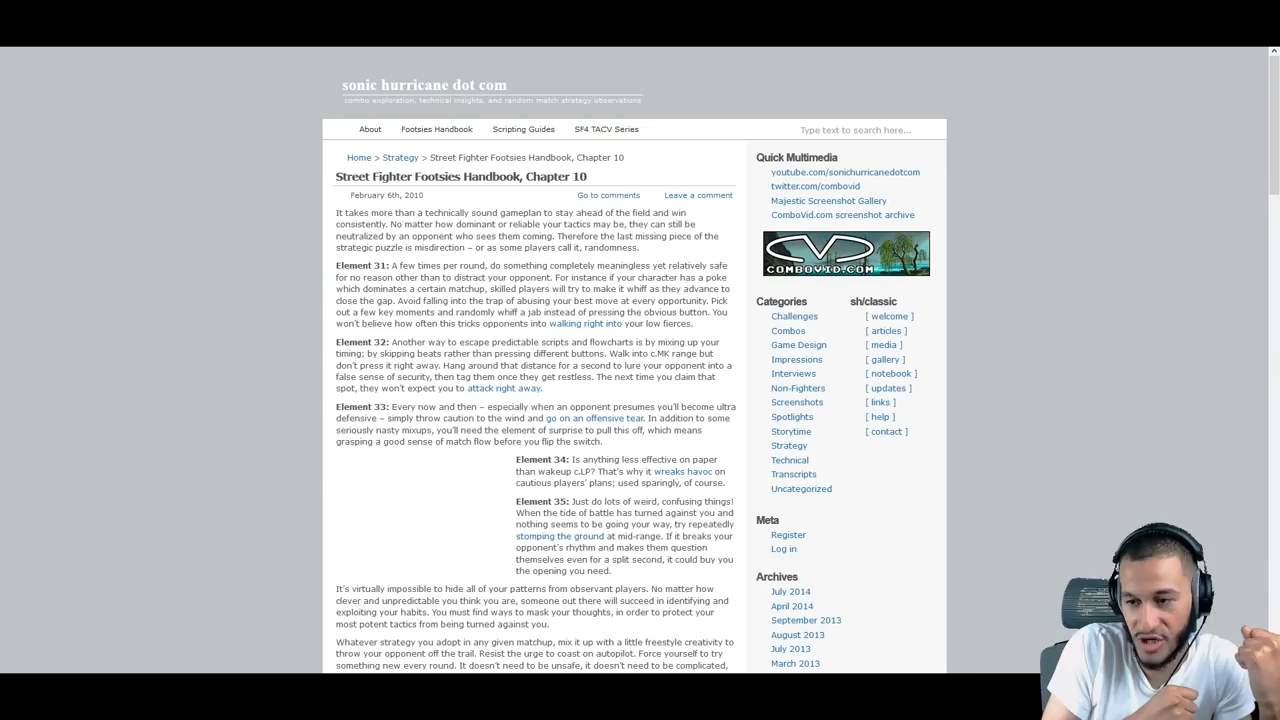 sonic hurricane dot com
combo exploration, technical insights, and random match strategy observations
About
Footsies Handbook
Scripting Guides
SF4 TACV Series
Type text to search here...
Home > Strategy > Street Fighter Footsies Handbook, Chapter 10
Street Fighter Footsies Handbook, Chapter 10
February 6th, 2010
Go to comments
Leave a comment
It takes more than a technically sound gameplan to stay ahead of the field and win
consistently. No matter how dominant or reliable your tactics may be, they can still be
neutralized by an opponent who sees them coming. Therefore the last missing piece of the
strategic puzzle is misdirection – or as some players call it, randomness.
Element 31: A few times per round, do something completely meaningless yet relatively safe
for no reason other than to distract your opponent. For instance if your character has a poke
which dominates a certain matchup, skilled players will try to make it whiff as they advance to
close the gap. Avoid falling into the trap of abusing your best move at every opportunity. Pick
out a few key moments and randomly whiff a jab instead of pressing the obvious button. You
won't believe how often this tricks opponents into walking right into your low fierces.
Element 32: Another way to escape predictable scripts and flowcharts is by mixing up your
timing; by skipping beats rather than pressing different buttons. Walk into c.MK range but
don't press it right away. Hang around that distance for a second to lure your opponent into a
false sense of security, then tag them once they get restless. The next time you claim that
spot, they won't expect you to attack right away.
Element 33: Every now and then – especially when an opponent presumes you'll become ultra
defensive – simply throw caution to the wind and go on an offensive tear. In addition to some
seriously nasty mixups, you'll need the element of surprise to pull this off, which means
grasping a good sense of match flow before you flip the switch.
Element 34: Is anything less effective on paper
than wakeup c.LP? That's why it wreaks havoc on
cautious players' plans; used sparingly, of course.
Element 35: Just do lots of weird, confusing things!
When the tide of battle has turned against you and
nothing seems to be going your way, try repeatedly
stomping the ground at mid-range. If it breaks your
opponent's rhythm and makes them question
themselves even for a split second, it could buy you
the opening you need.
It's virtually impossible to hide all of your patterns from observant players. No matter how
clever and unpredictable you think you are, someone out there will succeed in identifying and
exploiting your habits. You must find ways to mask your thoughts, in order to protect your
most potent tactics from being turned against you.
Whatever strategy you adopt in any given matchup, mix it up with a little freestyle creativity to
throw your opponent off the trail. Resist the urge to coast on autopilot. Force yourself to try
something new every round. It doesn't need to be unsafe, it doesn't need to be complicated,
Quick Multimedia
youtube.com/sonichurricanedotcom
twitter.com/combovid
Majestic Screenshot Gallery
ComboVid.com screenshot archive
COMBOVID.COM
Categories
Challenges
Combos
Game Design
Impressions
Interviews
Non-Fighters
Screenshots
Spotlights
Storytime
Strategy
Technical
Transcripts
Uncategorized
sh/classic
[ welcome ]
[ articles ]
[ media ]
[ gallery ]
[ notebook ]
[ updates ]
[ links ]
[ help ]
[ contact ]
Meta
Register
Log in
Archives
July 2014
April 2014
September 2013
August 2013
July 2013
March 2013